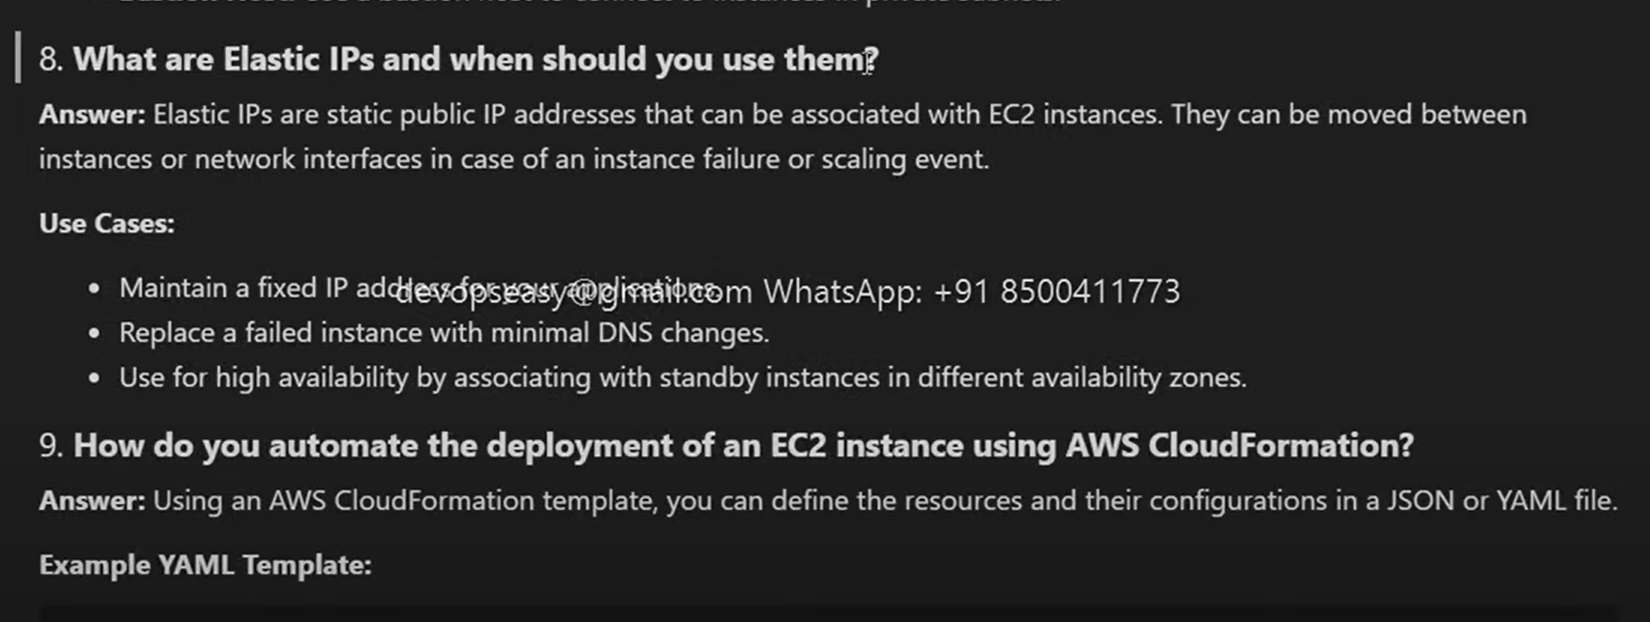 8. What are Elastic IPs and when should you use them?
Answer: Elastic IPs are static public IP addresses that can be associated with EC2 instances. They can be moved between
instances or network interfaces in case of an instance failure or scaling event.
Use Cases:
• Maintain a fixed IP address for your applications.
devopseasy@gmail.com WhatsApp: +91 8500411773
• Replace a failed instance with minimal DNS changes.
• Use for high availability by associating with standby instances in different availability zones.
9. How do you automate the deployment of an EC2 instance using AWS CloudFormation?
Answer: Using an AWS CloudFormation template, you can define the resources and their configurations in a JSON or YAML file.
Example YAML Template: